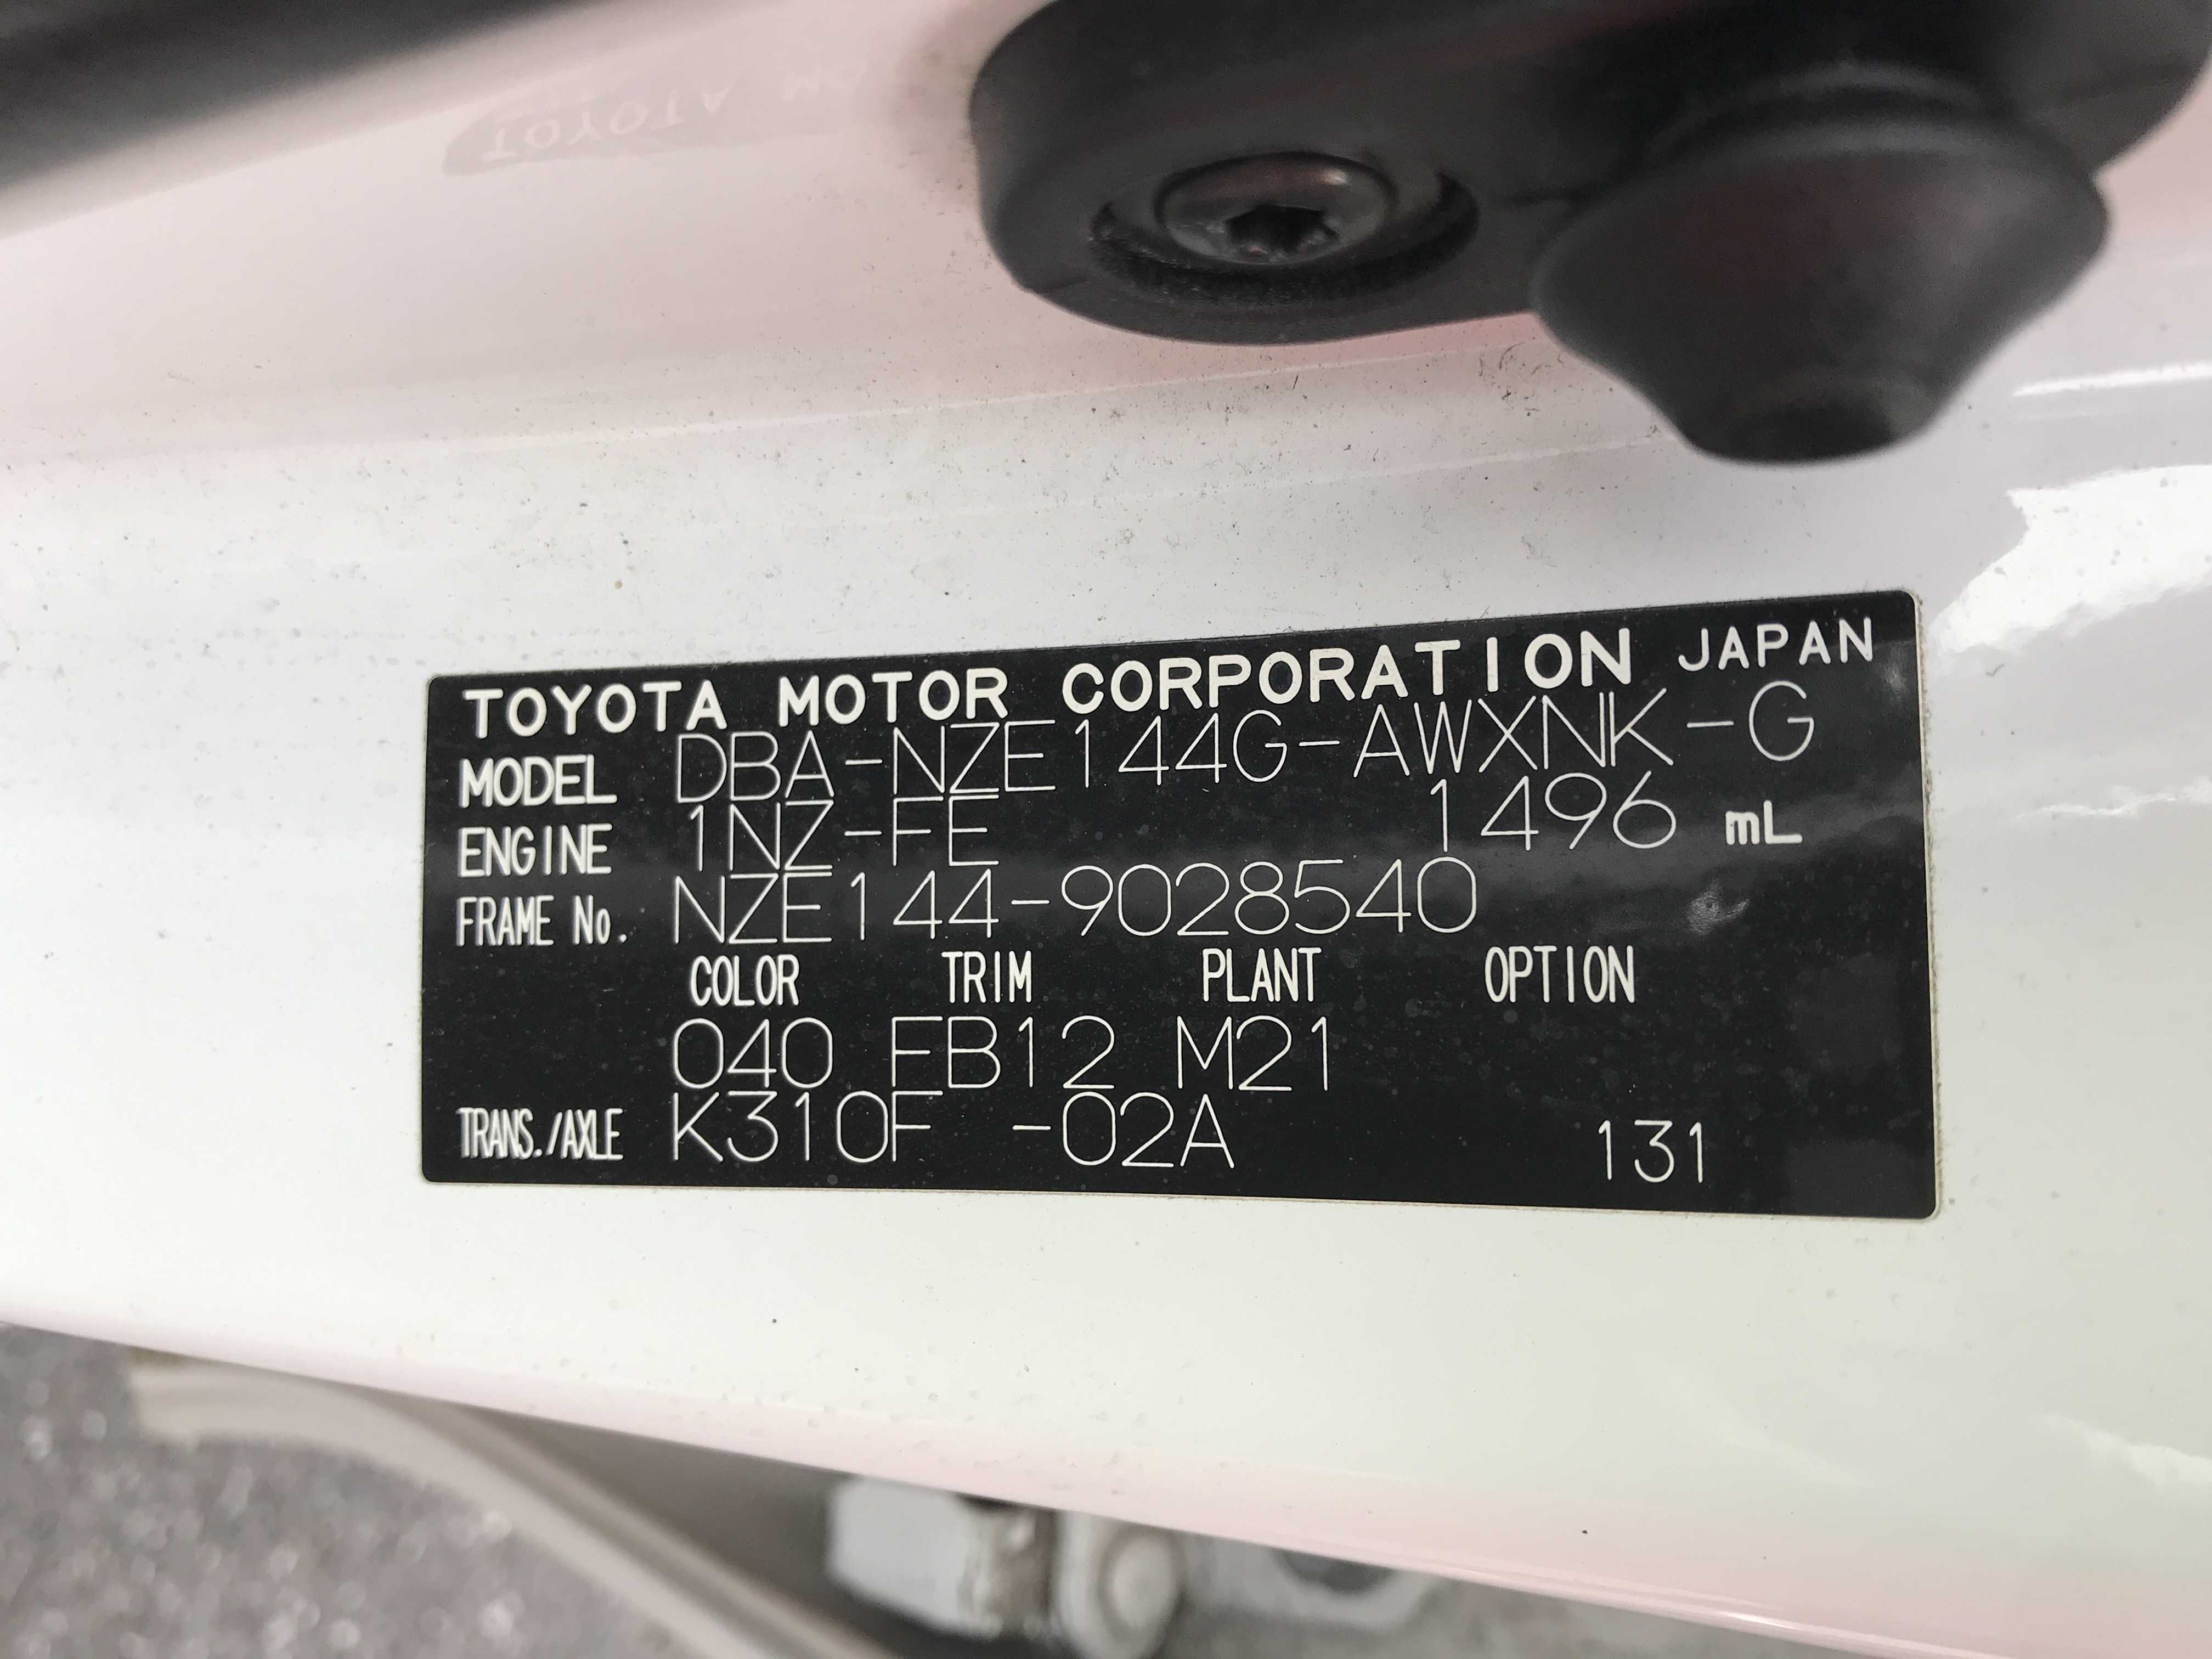 TOYOTA MOTOR CORPORATION JAPAN
MODEL DBA-NZE144G-AWXNK-G
ENGINE 1NZ-FE 1496 mL
FRAME No. NZE144-9028540
COLOR TRIM PLANT OPTION
040 FB12 M21
TRANS./AXLE K310F -02A 131